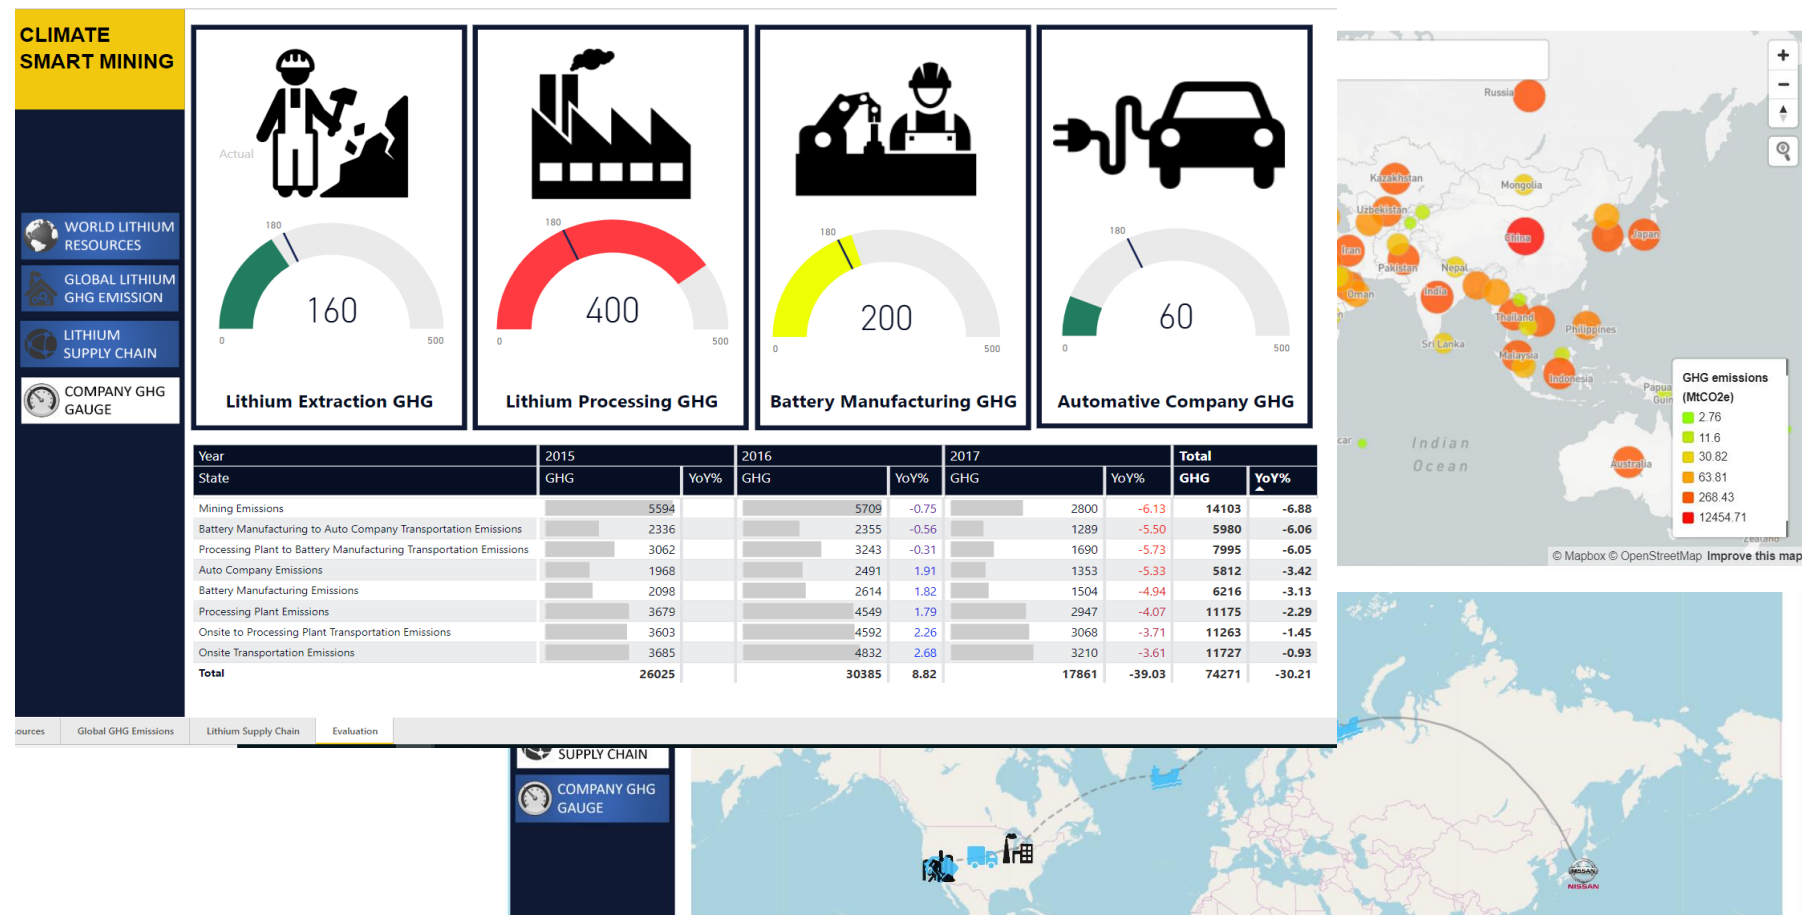 CLIMATE
SMART MINING
WORLD LITHIUM
RESOURCES
GLOBAL LITHIUM
GHG EMISSION
LITHIUM
SUPPLY CHAIN
COMPANY GHG
GAUGE
Actual
180
160
0 500
Lithium Extraction GHG
180
400
0 500
Lithium Processing GHG
180
200
0 500
Battery Manufacturing GHG
180
60
0 500
Automative Company GHG
Year 2015 2016 2017 Total
State GHG YoY% GHG YoY% GHG YoY% GHG YoY%
Mining Emissions 5594 5709 -0.75 2800 -6.13 14103 -6.88
Battery Manufacturing to Auto Company Transportation Emissions 2336 2355 -0.56 1289 -5.50 5980 -6.06
Processing Plant to Battery Manufacturing Transportation Emissions 3062 3243 -0.31 1690 -5.73 7995 -6.05
Auto Company Emissions 1968 2491 1.91 1353 -5.33 5812 -3.42
Battery Manufacturing Emissions 2098 2614 1.82 1504 -4.94 6216 -3.13
Processing Plant Emissions 3679 4549 1.79 2947 -4.07 11175 -2.29
Onsite to Processing Plant Transportation Emissions 3603 4592 2.26 3068 -3.71 11263 -1.45
Onsite Transportation Emissions 3685 4832 2.68 3210 -3.61 11727 -0.93
Total 26025 30385 8.82 17861 -39.03 74271 -30.21
ources Global GHG Emissions Lithium Supply Chain Evaluation
Russia
Kazakhstan
Mongolia
Uzbekistan
China
Japan
Iran
Pakistan
Nepal
Oman
India
Thailand
Philippines
Sri Lanka
Malaysia
Indonesia
Papua
Guin
car
Indian
Ocean
Australia
Zealand
GHG emissions
(MtCO2e)
2.76
11.6
30.82
63.81
268.43
12454.71
© Mapbox © OpenStreetMap Improve this map
SUPPLY CHAIN
COMPANY GHG
GAUGE
NISSAN
NISSAN